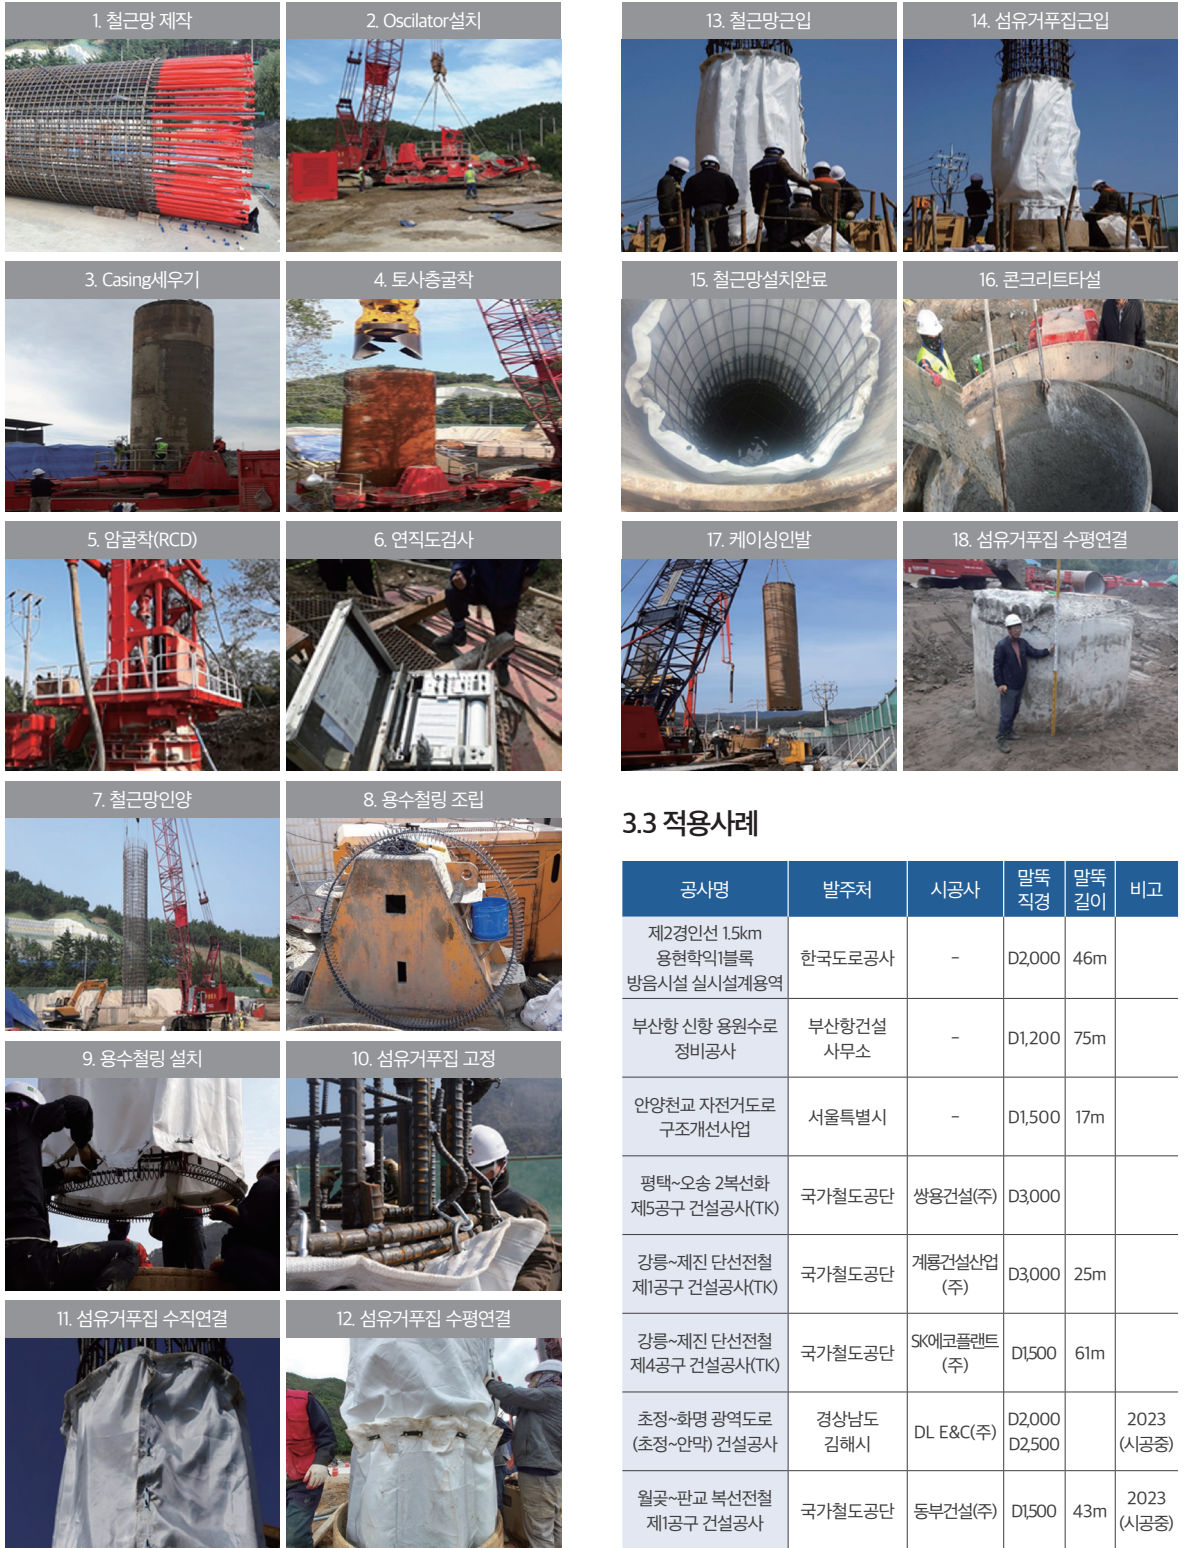 1. 철근망 제작
2. Oscilator설치
3. Casing세우기
4. 토사층굴착
5. 암굴착(RCD)
6. 연직도검사
7. 철근망인양
8. 용수철링 조립
9. 용수철링 설치
10. 섬유거푸집 고정
11. 섬유거푸집 수직연결
12. 섬유거푸집 수평연결
13. 철근망근입
14. 섬유거푸집근입
15. 철근망설치완료
16. 콘크리트타설
17. 케이싱인발
18. 섬유거푸집 수평연결
3.3 적용사례
공사명 발주처 시공사 말뚝 직경 말뚝 길이 비고
제2경인선 1.5km
용현학익1블록
방음시설 실시설계용역
한국도로공사 - D2,000 46m
부산항 신항 용원수로
정비공사
부산항건설
사무소
- D1,200 75m
안양천교 자전거도로
구조개선사업
서울특별시 - D1,500 17m
평택~오송 2복선화
제5공구 건설공사(TK)
국가철도공단 쌍용건설(주) D3,000
강릉~제진 단선전철
제1공구 건설공사(TK)
국가철도공단
계룡건설산업
(주)
D3,000 25m
강릉~제진 단선전철
제4공구 건설공사(TK)
국가철도공단
SK에코플랜트
(주)
D1,500 61m
초정~화명 광역도로
(초정~안막) 건설공사
경상남도
김해시
DL E&C(주)
D2,000
D2,500
2023
(시공중)
월곶~판교 복선전철
제1공구 건설공사
국가철도공단 동부건설(주) D1,500 43m
2023
(시공중)